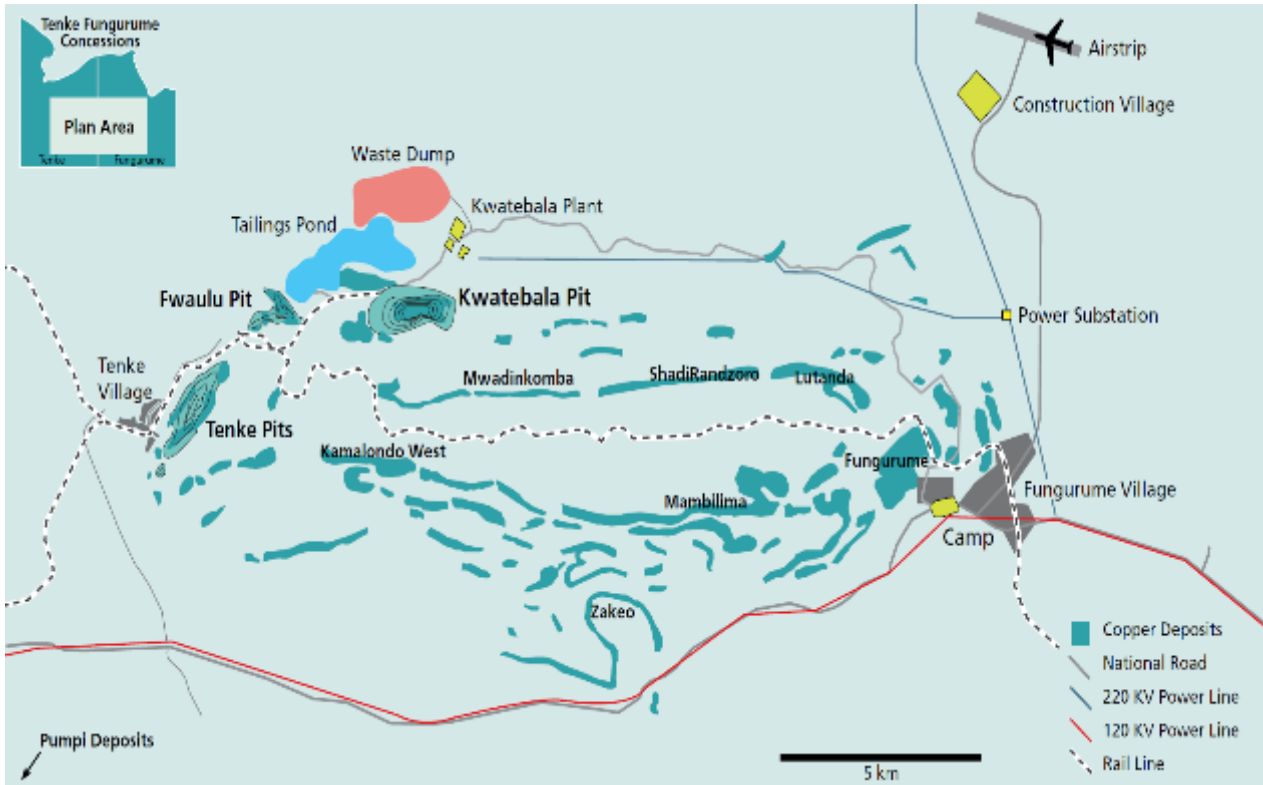 Tenke Fungurume
Concessions
Plan Area
Tenke
Fungurume
Airstrip
Construction Village
Waste Dump
Kwatebala Plant
Tailings Pond
Fwaulu Pit
Kwatebala Pit
Power Substation
Tenke
Village
Mwadinkomba
ShadiRandzoro
Lutanda
Tenke Pits
Kamalondo West
Fungurume
Mambilima
Fungurume Village
Camp
Zakeo
Copper Deposits
National Road
220 KV Power Line
120 KV Power Line
Rail Line
Pumpi Deposits
5 km